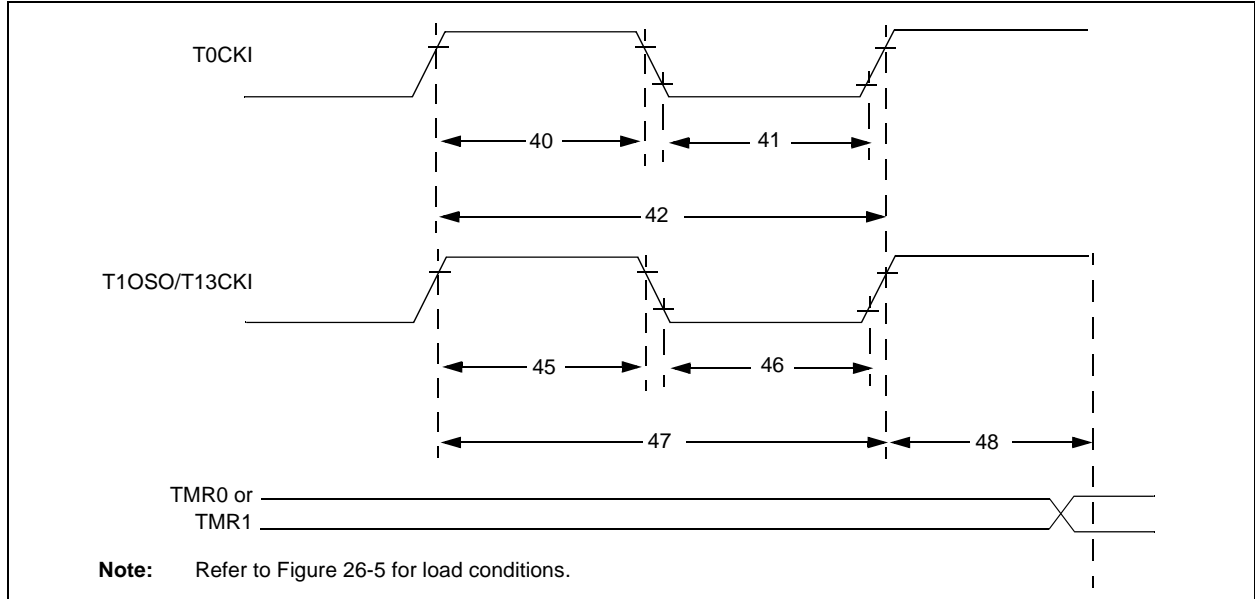 T0CKI
40
41
42
T1OSO/T13CKI
45
46
47
48
TMR0 or
TMR1
Note: Refer to Figure 26-5 for load conditions.